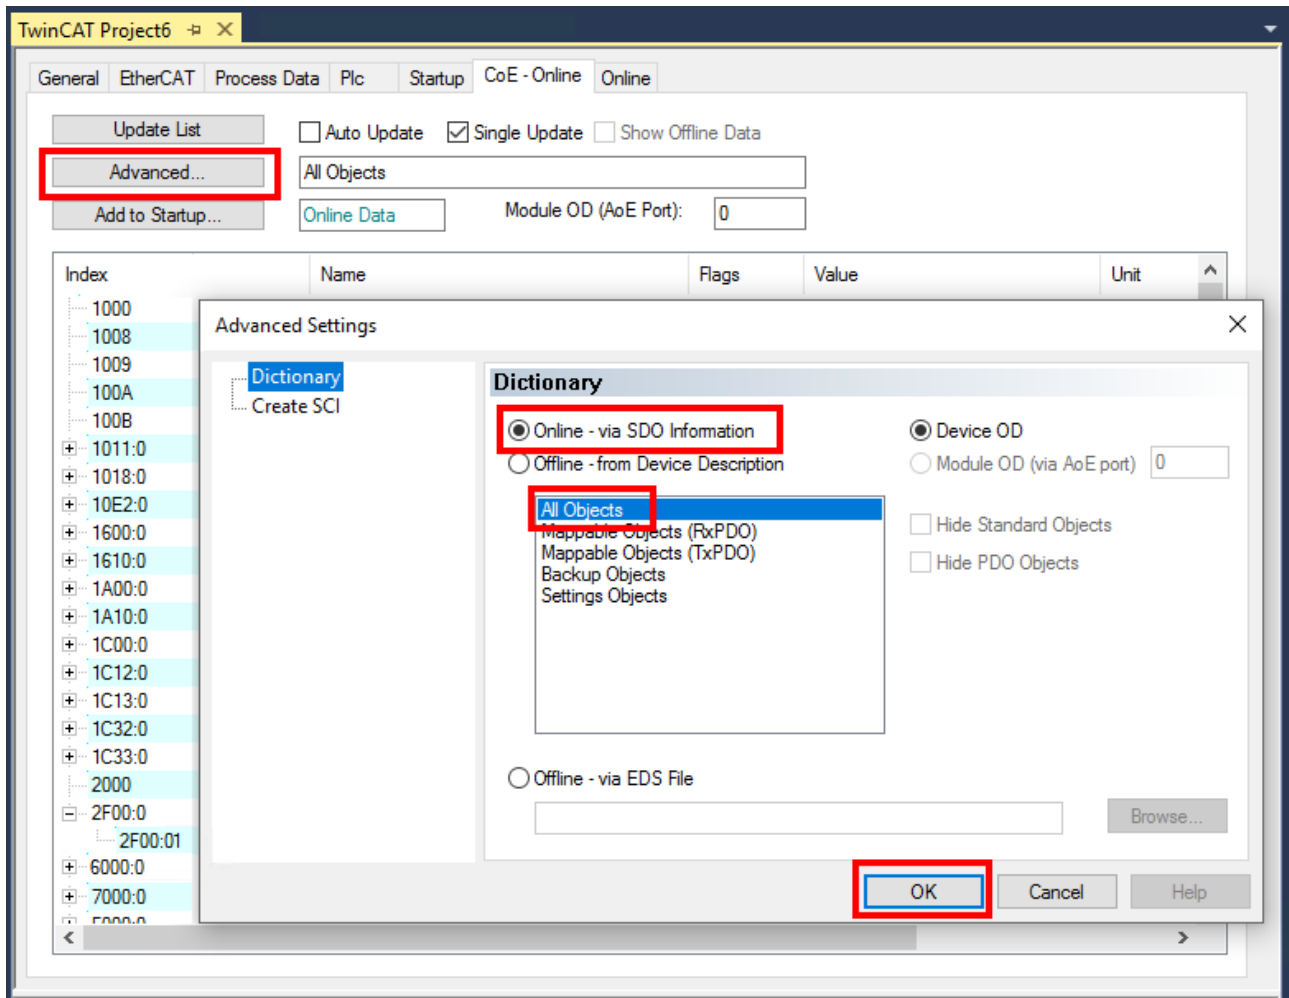 TwinCAT Project6
General EtherCAT Process Data Plc Startup CoE - Online Online
Update List Auto Update Single Update Show Offline Data
Advanced... All Objects
Add to Startup... Online Data Module OD (AoE Port): 0
Index Name Flags Value Unit
1000
1008
1009
100A
100B
1011:0
1018:0
10E2:0
1600:0
1610:0
1A00:0
1A10:0
1C00:0
1C12:0
1C13:0
1C32:0
1C33:0
2000
2F00:0
2F00:01
6000:0
7000:0
Advanced Settings
Dictionary
Create SCI
Dictionary
Online - via SDO Information
Offline - from Device Description
All Objects
Mappable Objects (RxPDO)
Mappable Objects (TxPDO)
Backup Objects
Settings Objects
Device OD
Module OD (via AoE port) 0
Hide Standard Objects
Hide PDO Objects
Offline - via EDS File
Browse...
OK Cancel Help